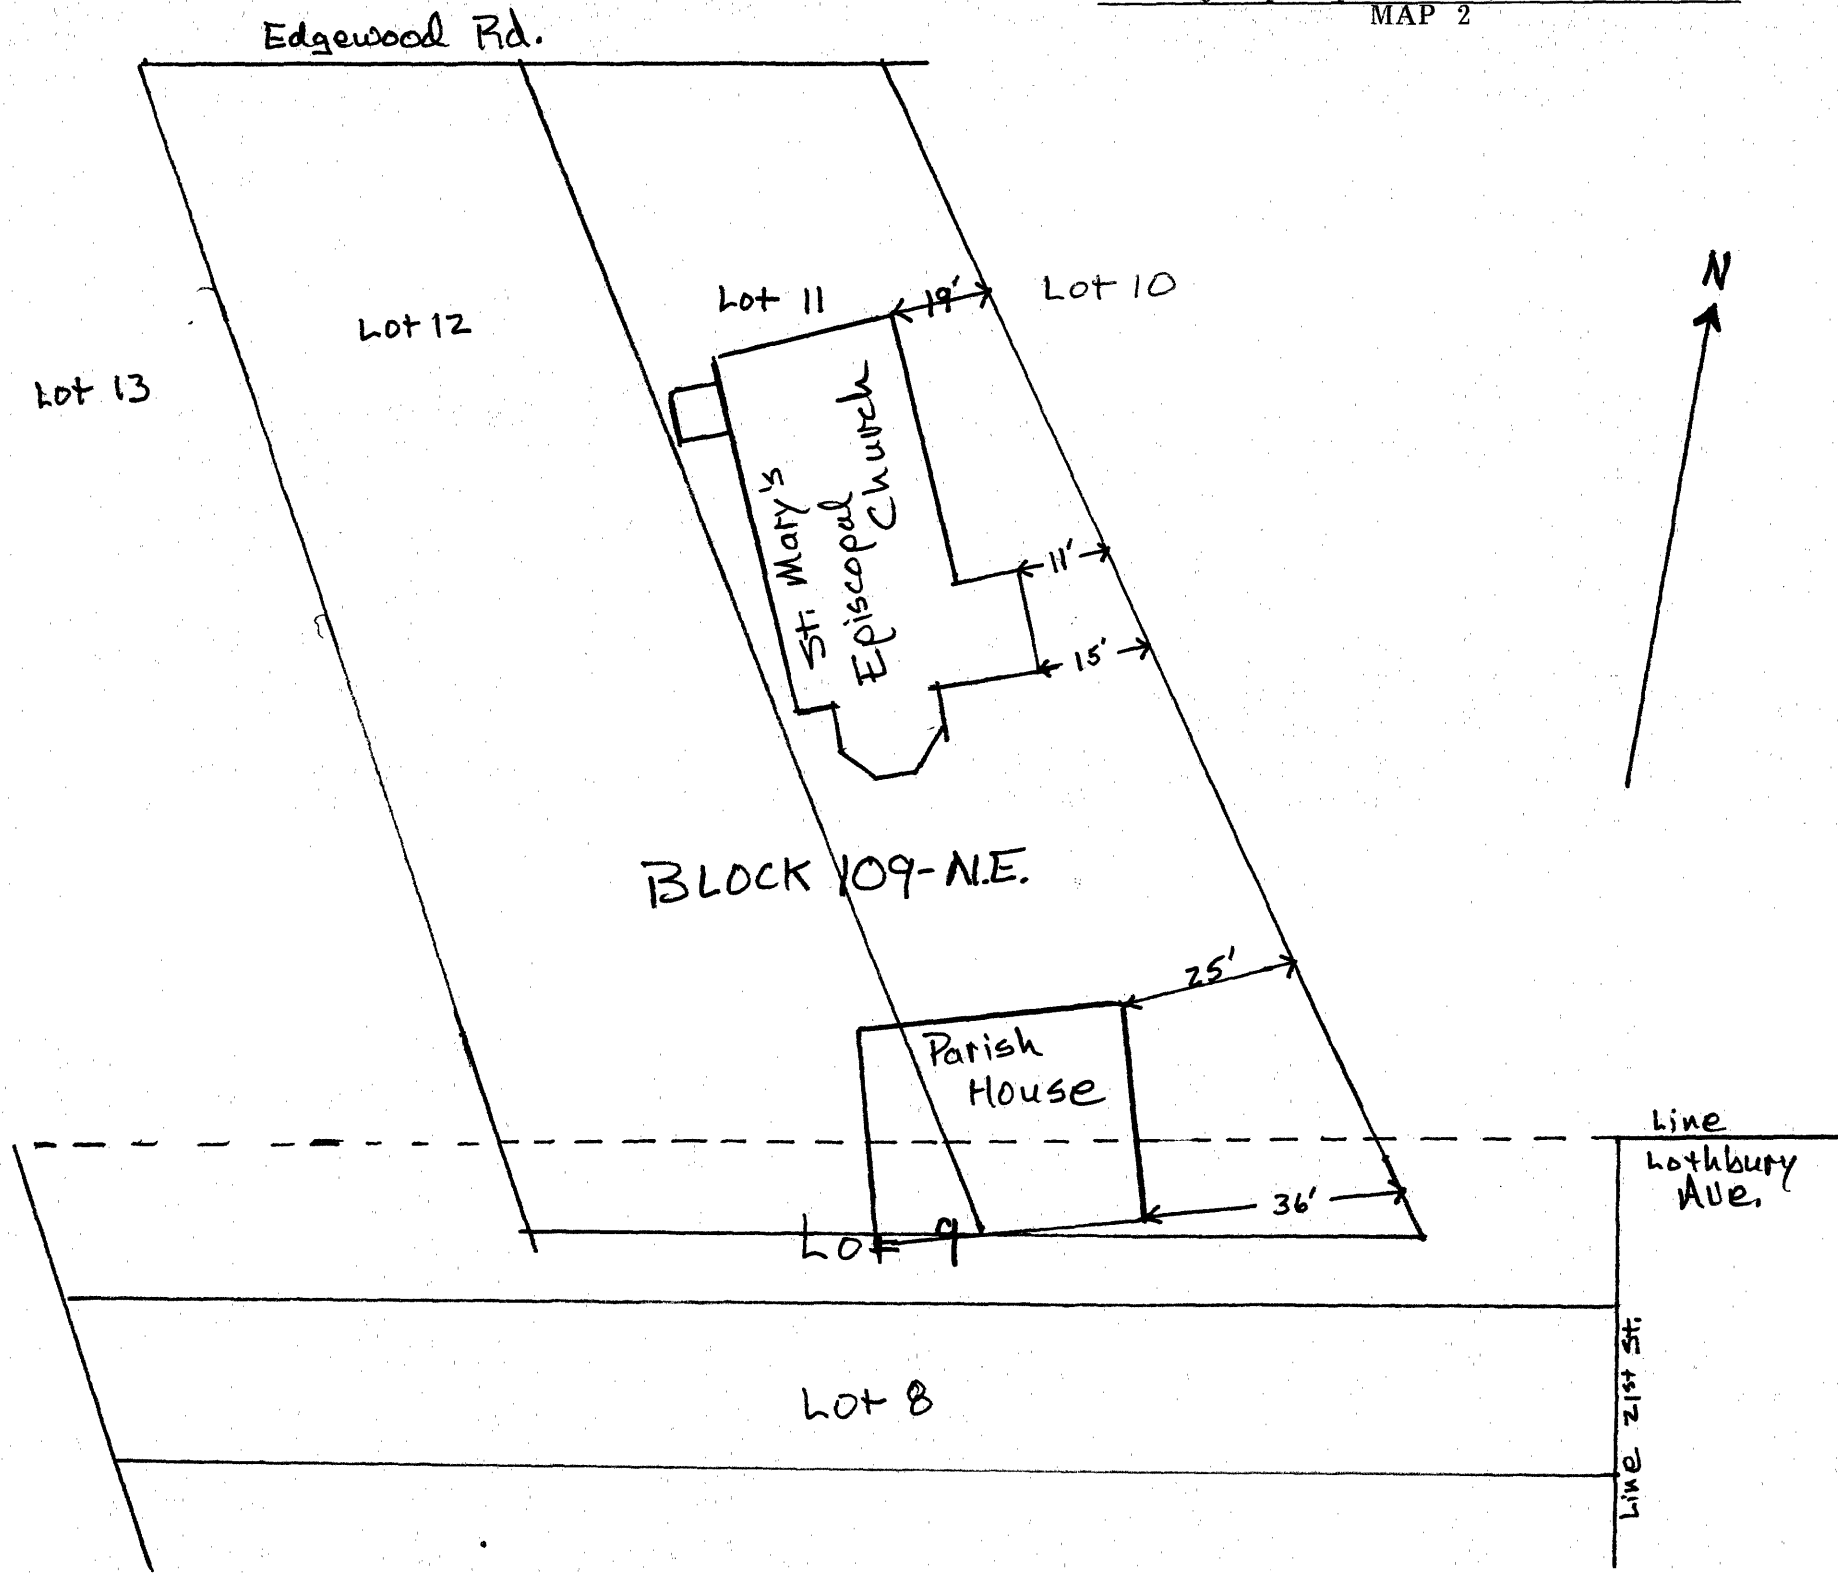 MAP 2
Edgewood Rd.
N
Lot 11
19'
Lot 10
Lot 12
Lot 13
St. Mary's
Episcopal
Church
11'
15'
BLOCK 109-N.E.
25'
Parish
House
Line
Lothbury
Ave.
36'
Lot 9
Line 21st St.
Lot 8